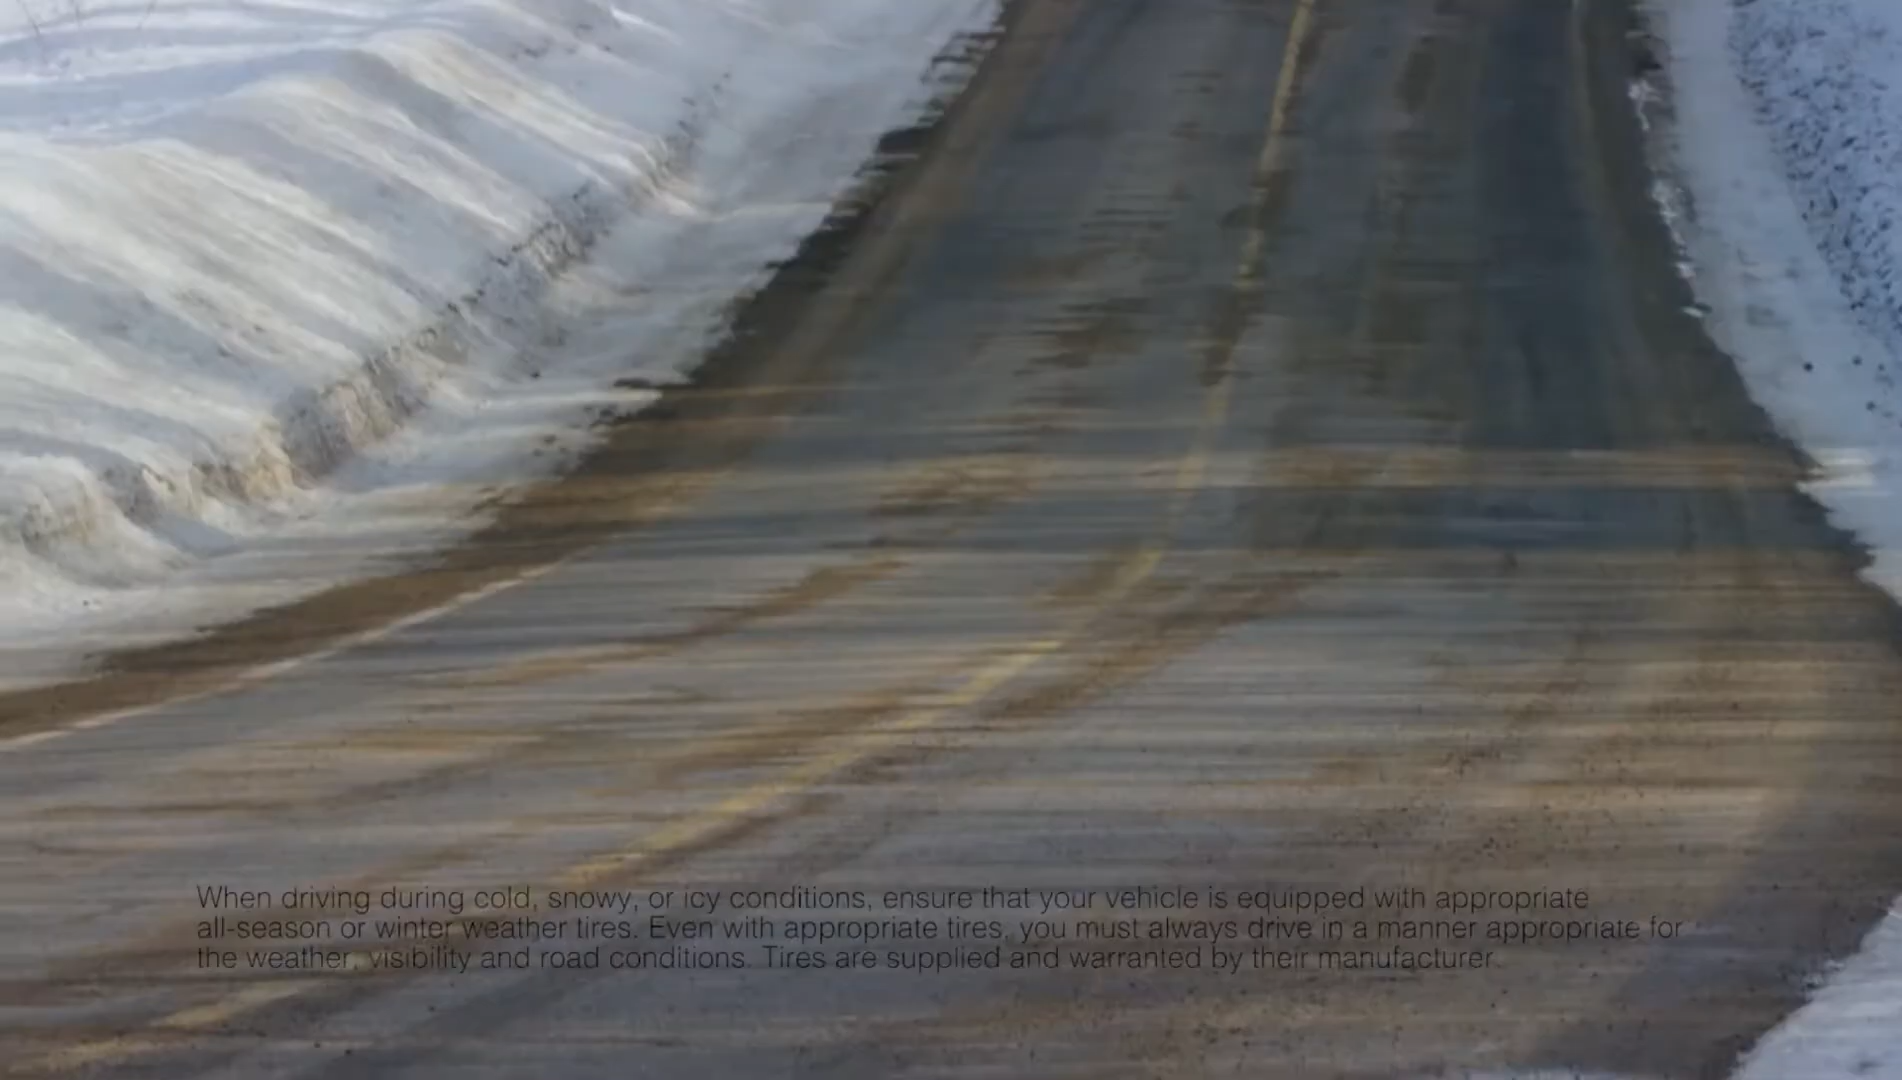 When driving during cold, snowy, or icy conditions, ensure that your vehicle is equipped with appropriate
all-season or winter weather tires. Even with appropriate tires, you must always drive in a manner appropriate for
the weather, visibility and road conditions. Tires are supplied and warranted by their manufacturer.